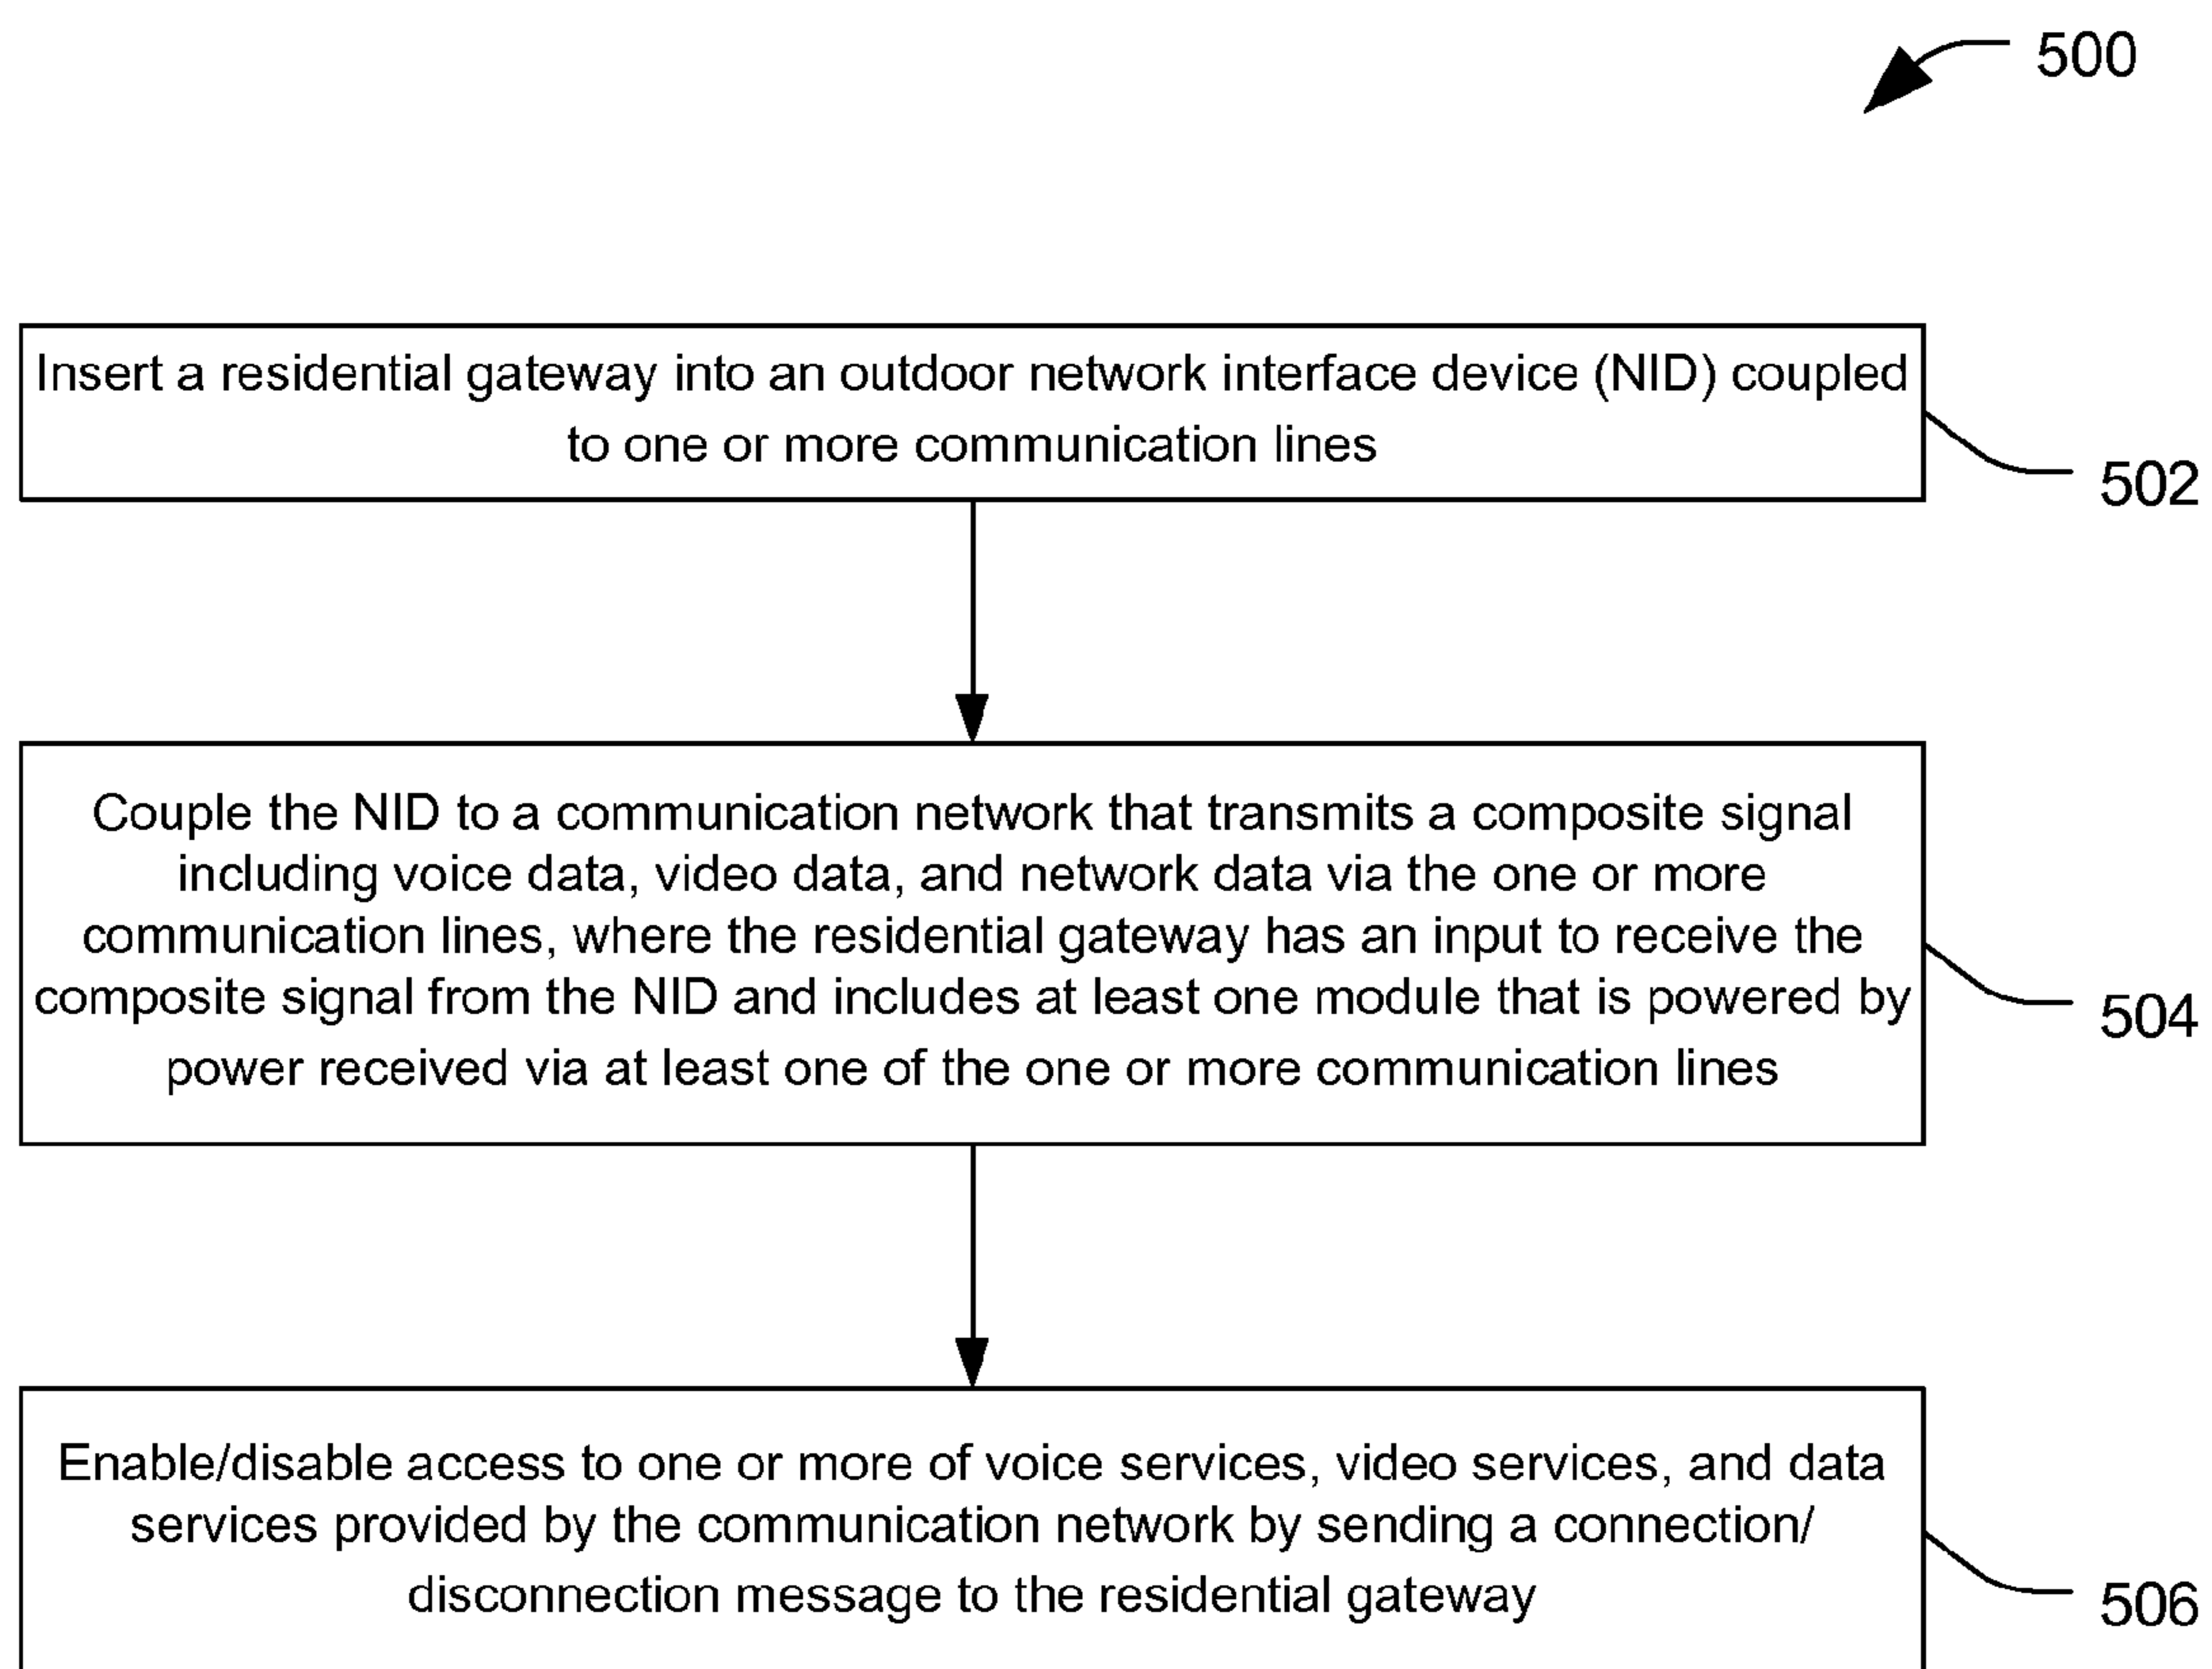 500
Insert a residential gateway into an outdoor network interface device (NID) coupled
to one or more communication lines
502
Couple the NID to a communication network that transmits a composite signal
including voice data, video data, and network data via the one or more
communication lines, where the residential gateway has an input to receive the
composite signal from the NID and includes at least one module that is powered by
power received via at least one of the one or more communication lines
504
Enable/disable access to one or more of voice services, video services, and data
services provided by the communication network by sending a connection/
disconnection message to the residential gateway
506